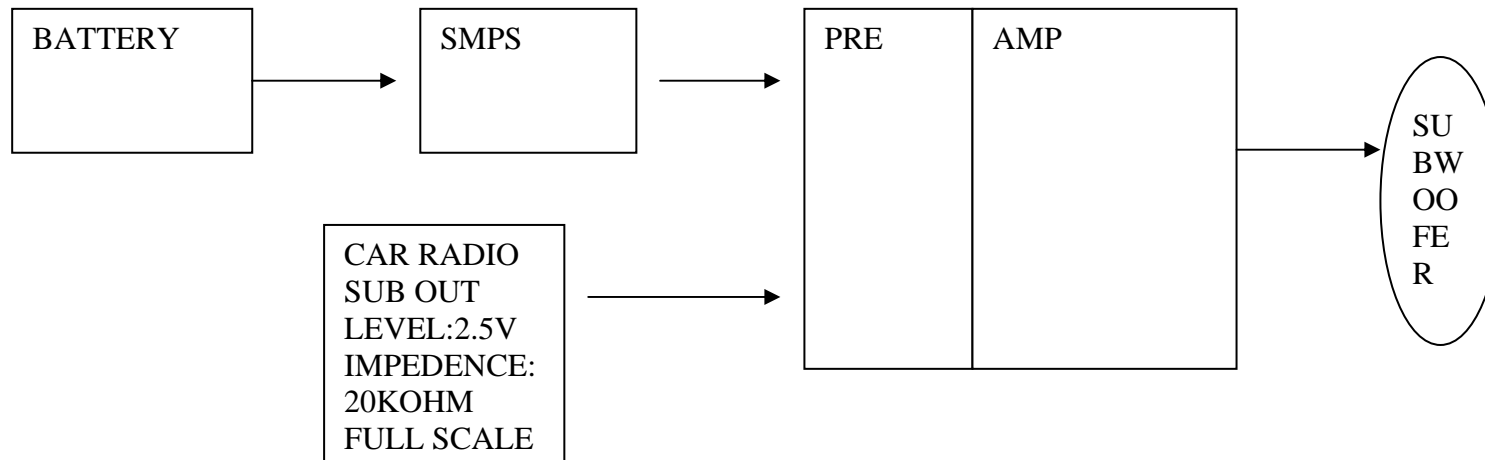 BATTERY
SMPS
PRE
AMP
SU
BW
OO
FE
R
CAR RADIO
SUB OUT
LEVEL:2.5V
IMPEDENCE:
20KOHM
FULL SCALE